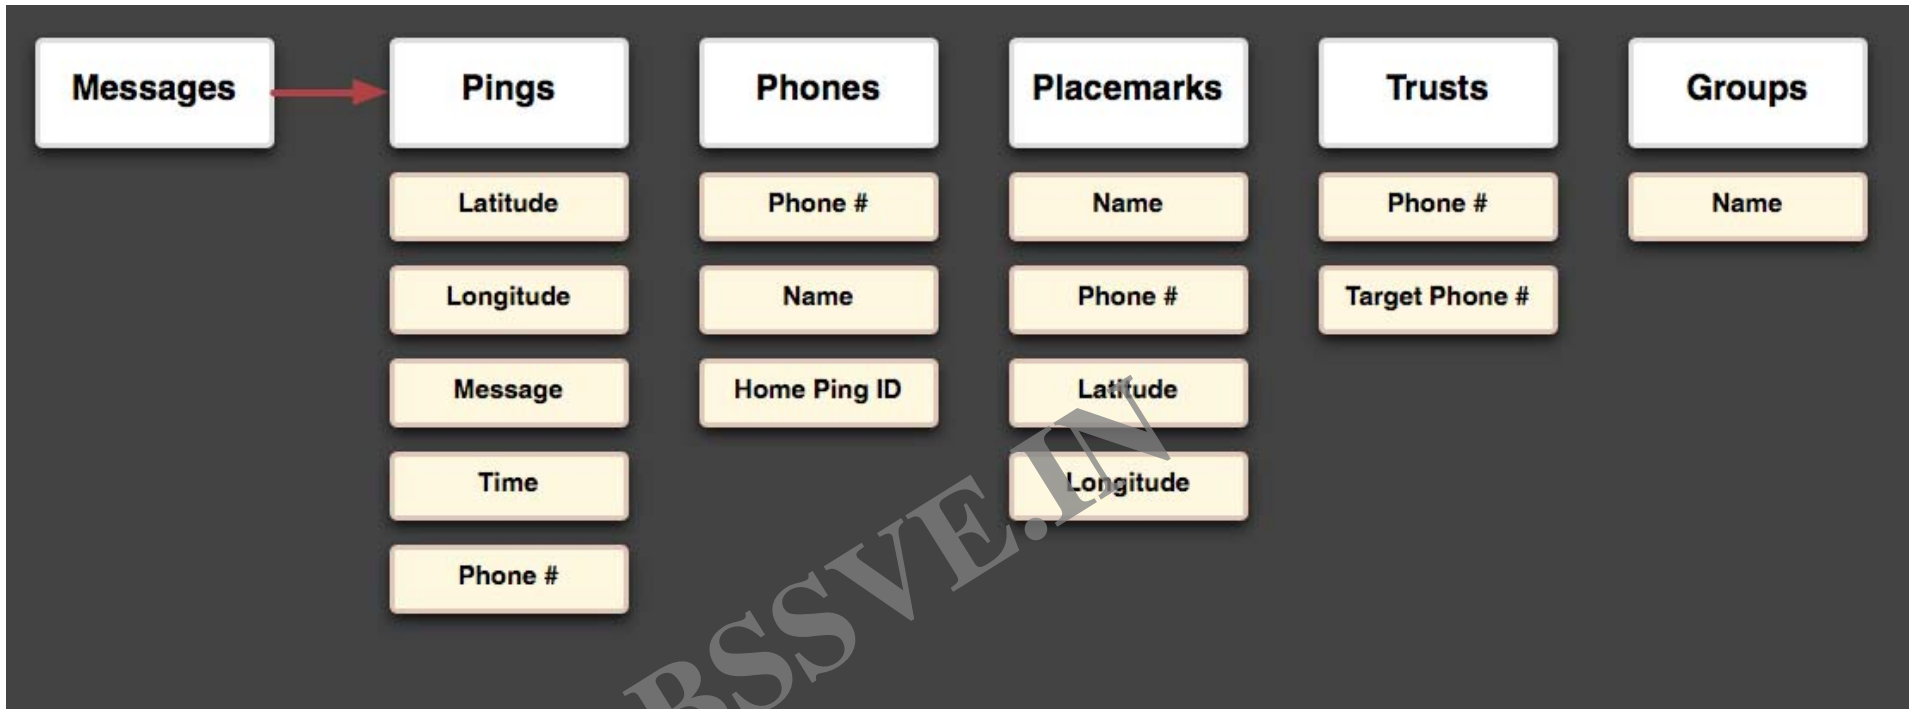 Messages
Pings
Latitude
Longitude
Message
Time
Phone #
Phones
Phone #
Name
Home Ping ID
Placemarks
Name
Phone #
Latitude
Longitude
Trusts
Phone #
Target Phone #
Groups
Name
BSSVE.IN